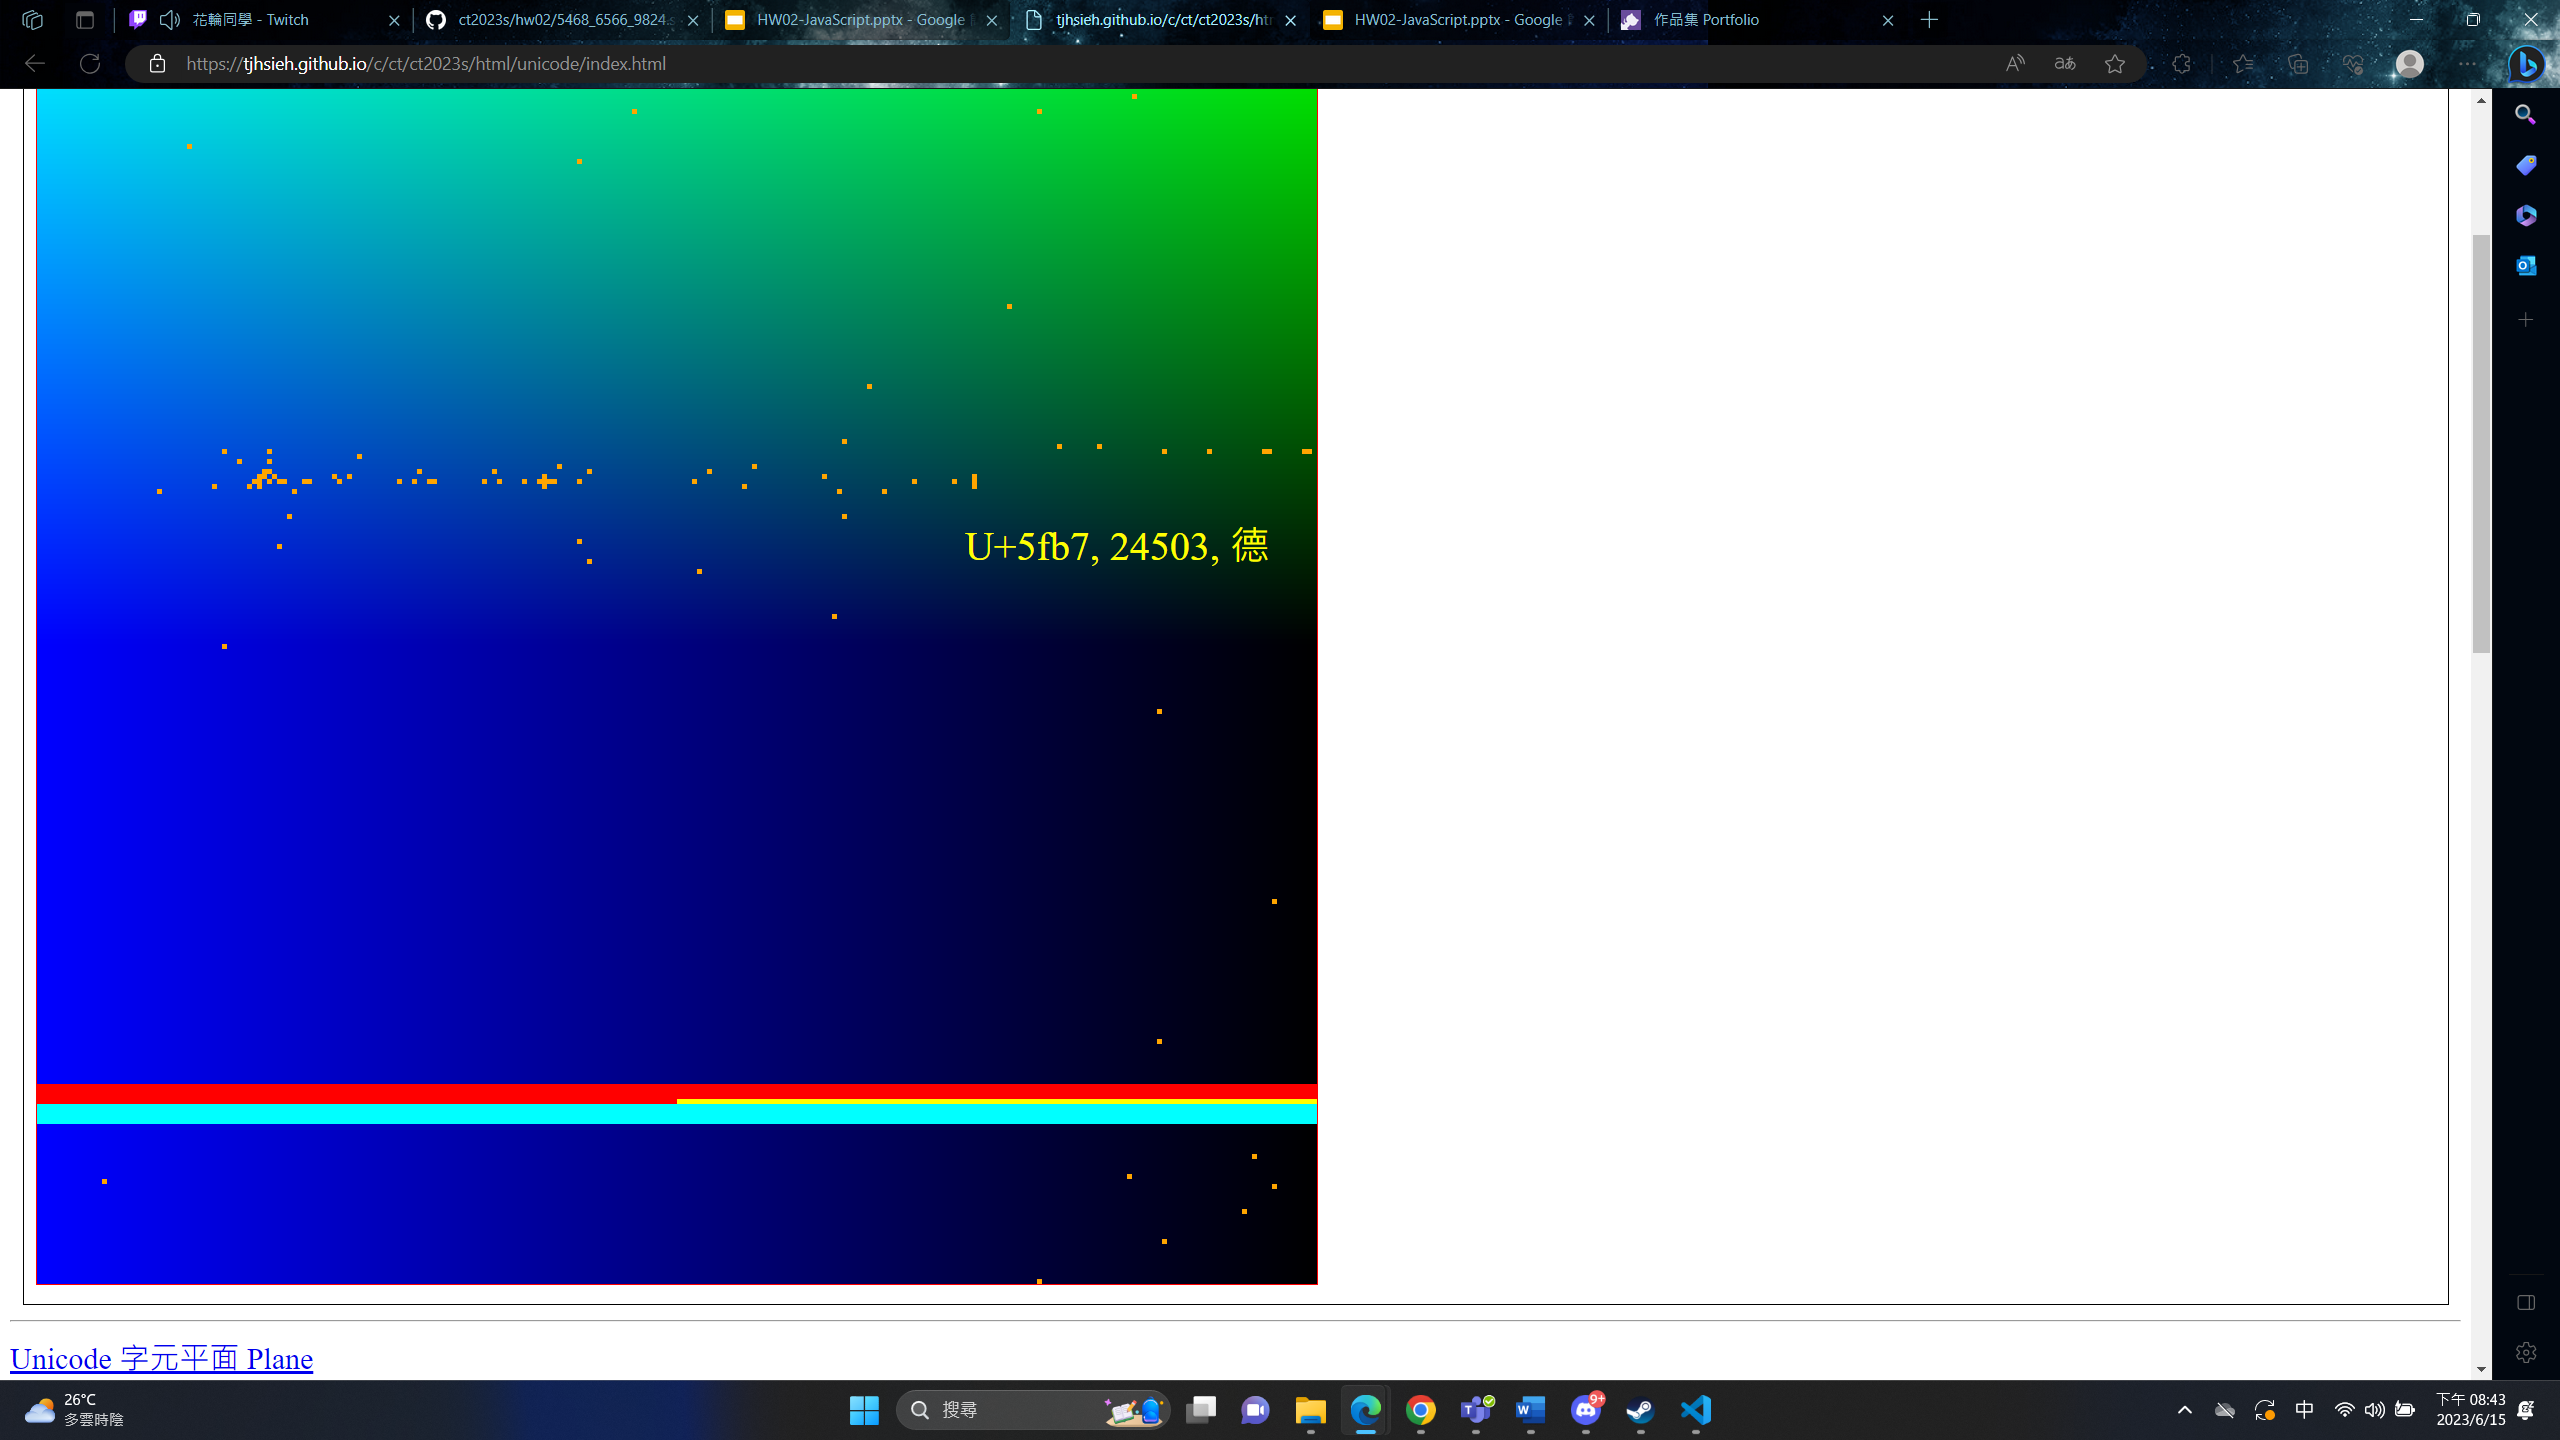 花輪同學 - Twitch
ct2023s/hw02/5468_6566_9824.s
HW02-JavaScript.pptx - Google
tjhsieh.github.io/c/ct/ct2023s/ht
HW02-JavaScript.pptx - Google
作品集 Portfolio
https://tjhsieh.github.io/c/ct/ct2023s/html/unicode/index.html
U+5fb7, 24503, 德
Unicode 字元平面 Plane
26°C
多雲時陰
搜尋
9+
中
下午 08:43
2023/6/15